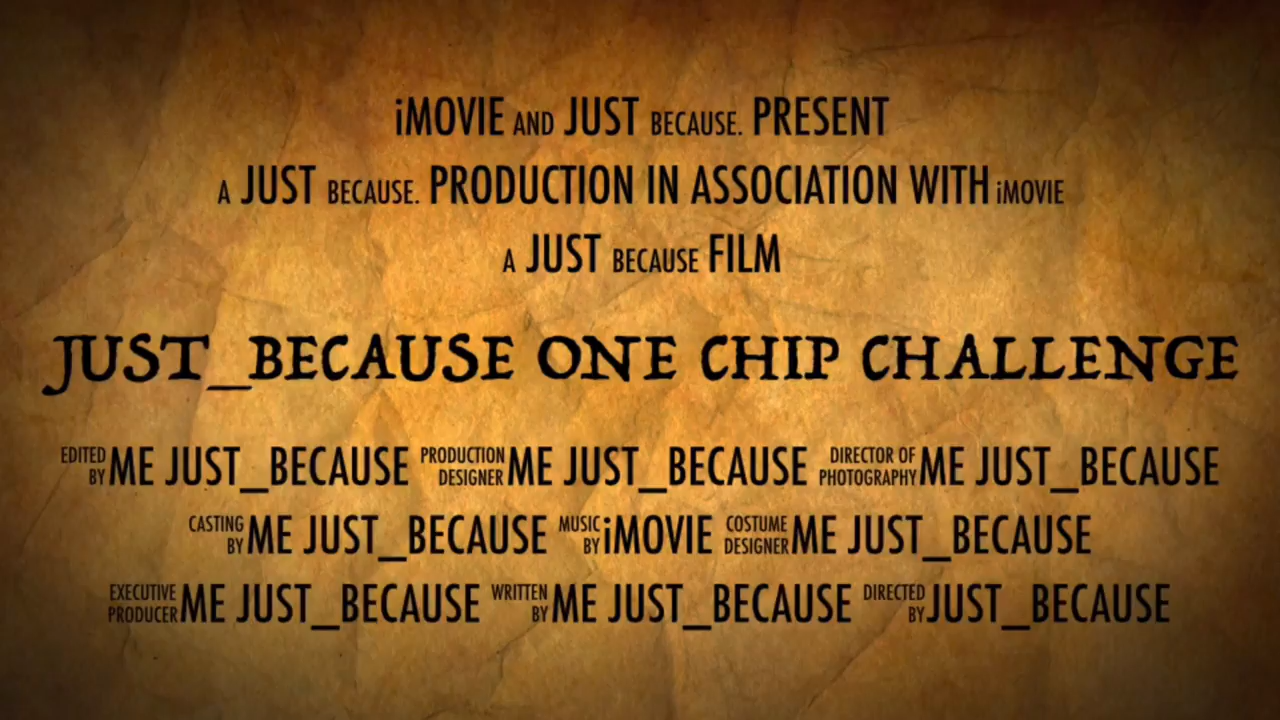 iMOVIE AND JUST BECAUSE. PRESENT
A JUST BECAUSE. PRODUCTION IN ASSOCIATION WITH iMOVIE
A JUST BECAUSE FILM
JUST_BECAUSE ONE CHIP CHALLENGE
EDITED BY ME JUST_BECAUSE PRODUCTION DESIGNER ME JUST_BECAUSE DIRECTOR OF PHOTOGRAPHY ME JUST_BECAUSE
CASTING BY ME JUST_BECAUSE MUSIC BY iMOVIE COSTUME DESIGNER ME JUST_BECAUSE
EXECUTIVE PRODUCER ME JUST_BECAUSE WRITTEN BY ME JUST_BECAUSE DIRECTED BY JUST_BECAUSE